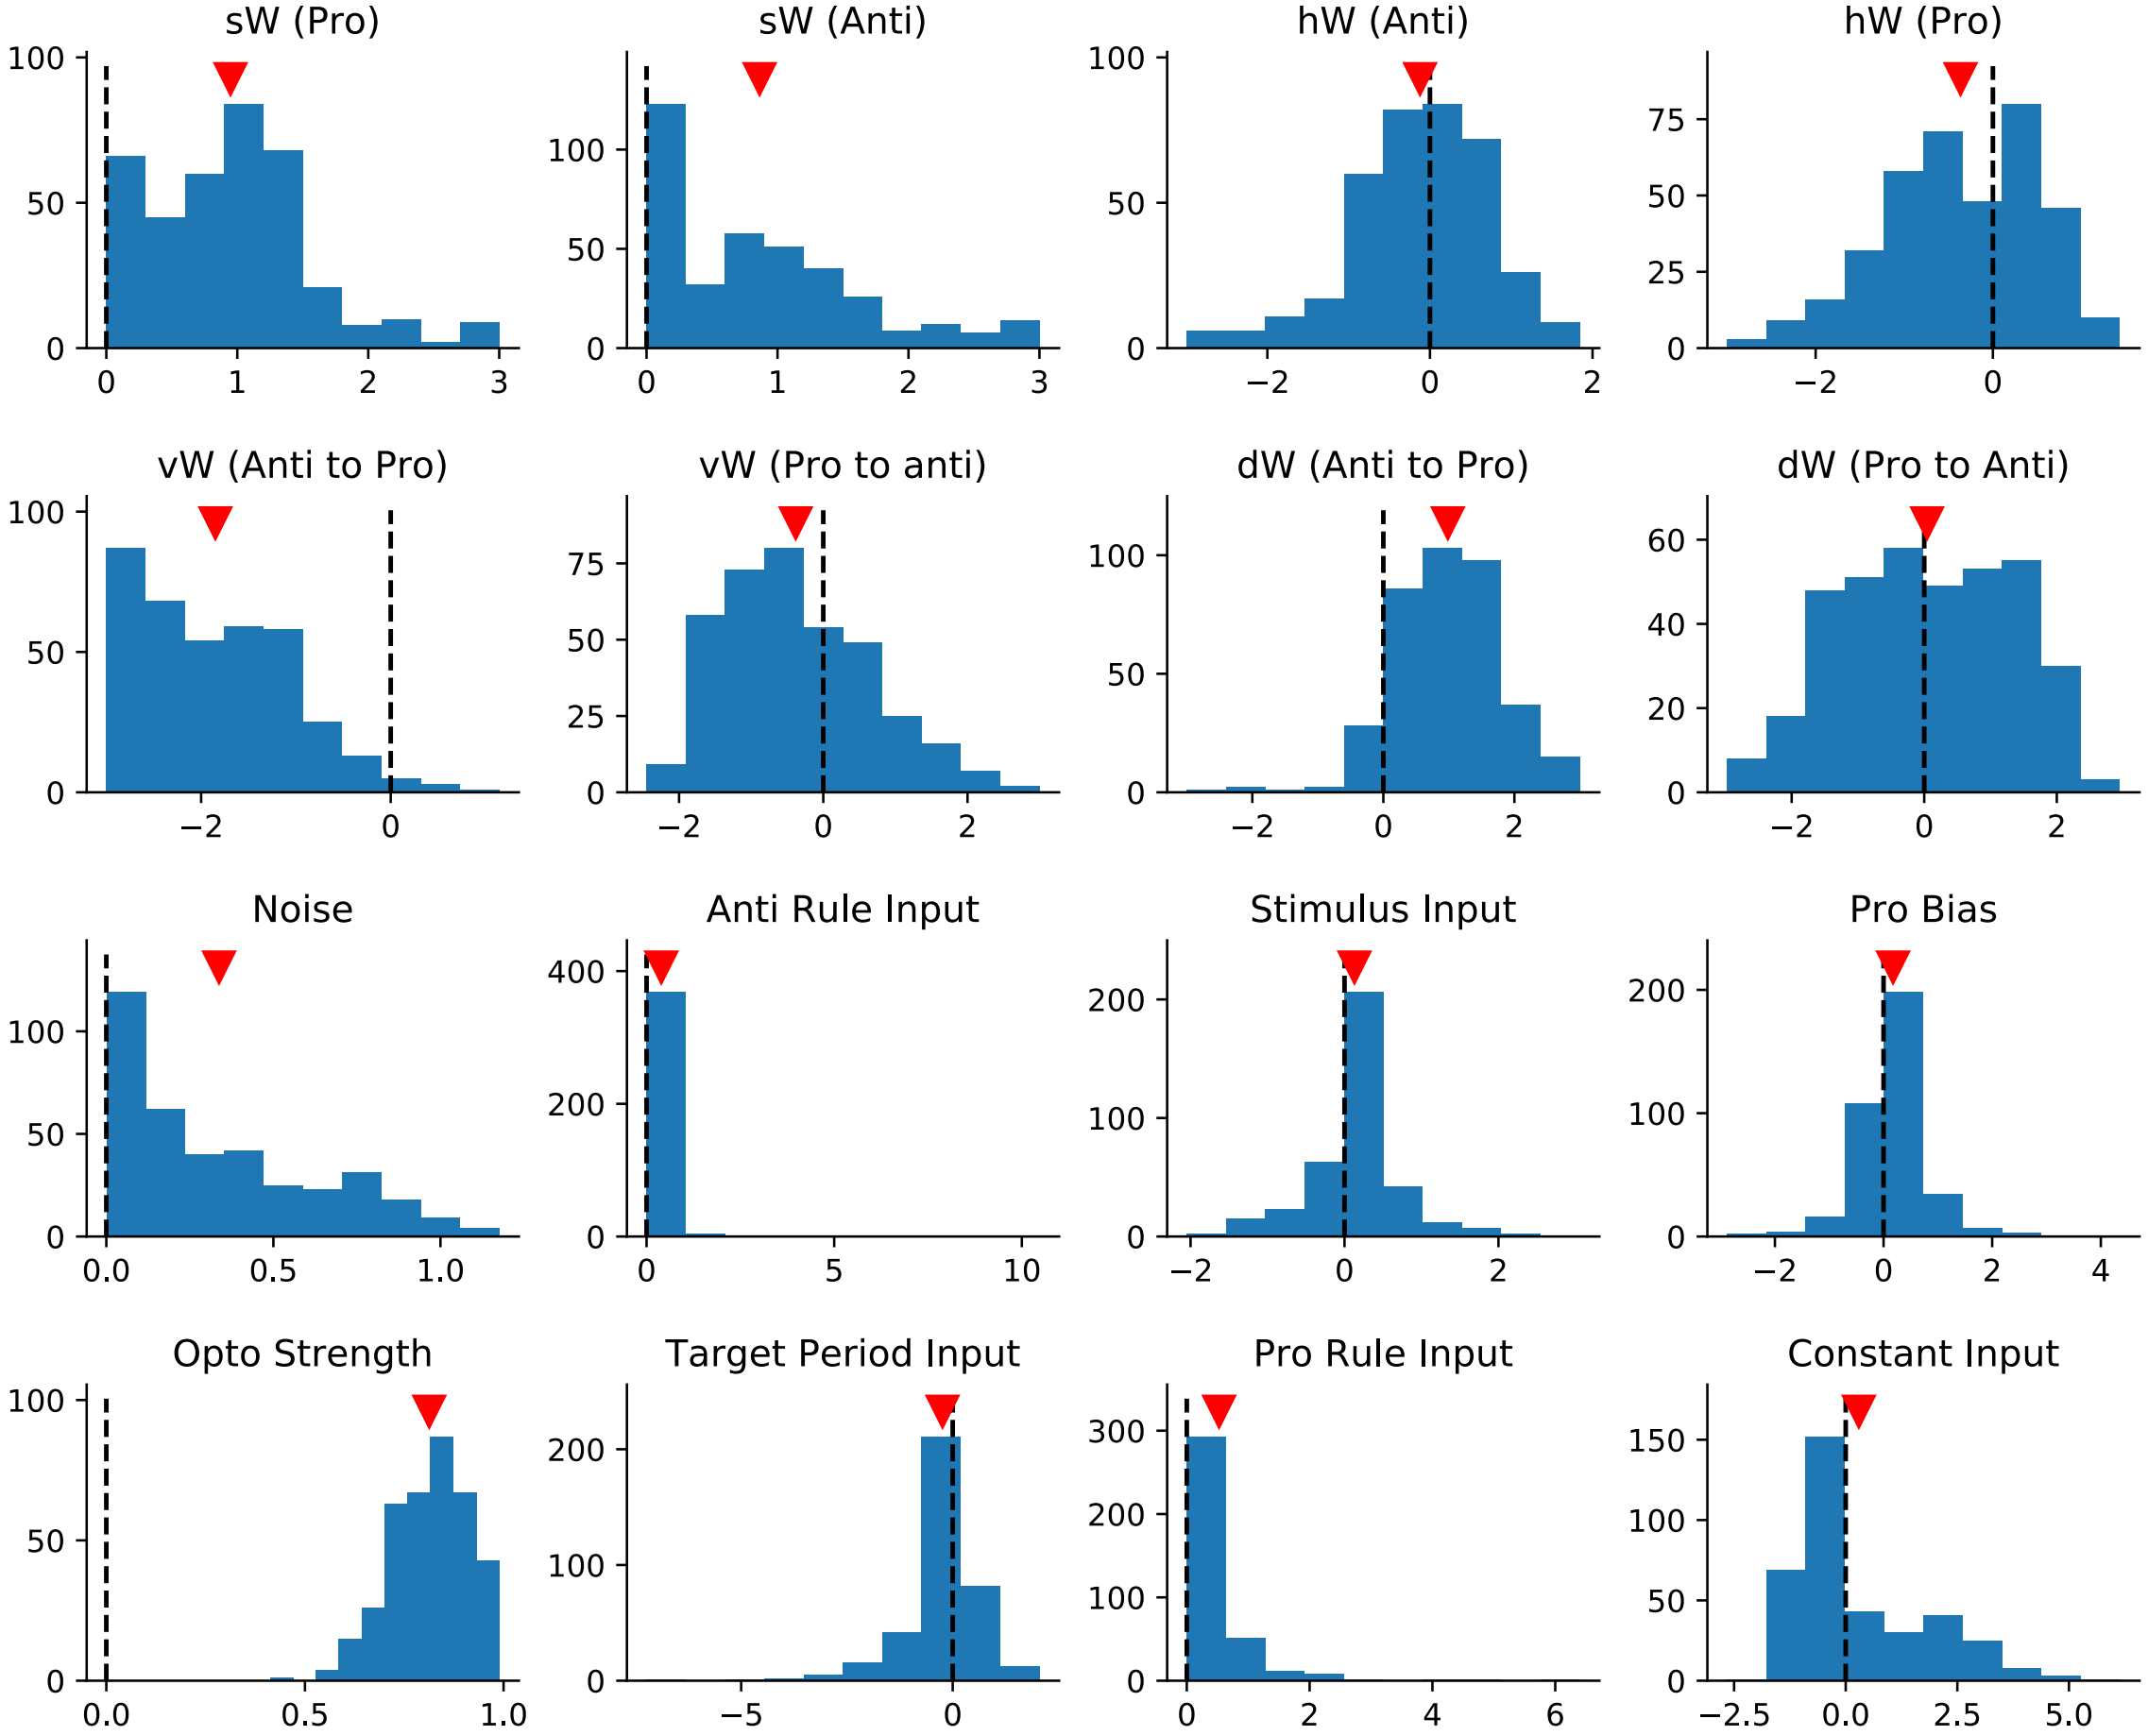 sW (Pro) sW (Anti) hW (Anti) hW (Pro)
100 100
150 75
100
50 50 50
50 25
0 0 0 0
0 1 2 3 0 1 2 3 −2 0 2 −2 0
vW (Anti to Pro) vW (Pro to anti) dW (Anti to Pro) dW (Pro to Anti)
100 75 100 60
50 50 50 40
25 20
0 0 0 0
−2 0 −2 0 2 −2 0 2 −2 0 2
Noise Anti Rule Input Stimulus Input Pro Bias
100 400 200 200
50 200 100 100
0 0 0 0
0.0 0.5 1.0 0 5 10 −2 0 2 −2 0 2 4
Opto Strength Target Period Input Pro Rule Input Constant Input
100 200 300 150
50 100 200 100
100 50
0 0 0 0
0.0 0.5 1.0 −5 0 0 2 4 6 −2.5 0.0 2.5 5.0